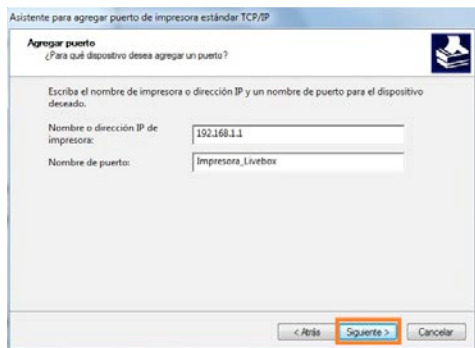 Asistente para agregar puerto de impresora estándar TCP/IP
Agregar puerto
¿Para qué dispositivo desea agregar un puerto?
Escriba el nombre de impresora o dirección IP y un nombre de puerto para el dispositivo
deseado.
Nombre o dirección IP de
impresora:
192.168.1.1
Nombre de puerto:
Impresora_Livebox
< Atrás
Siguiente >
Cancelar